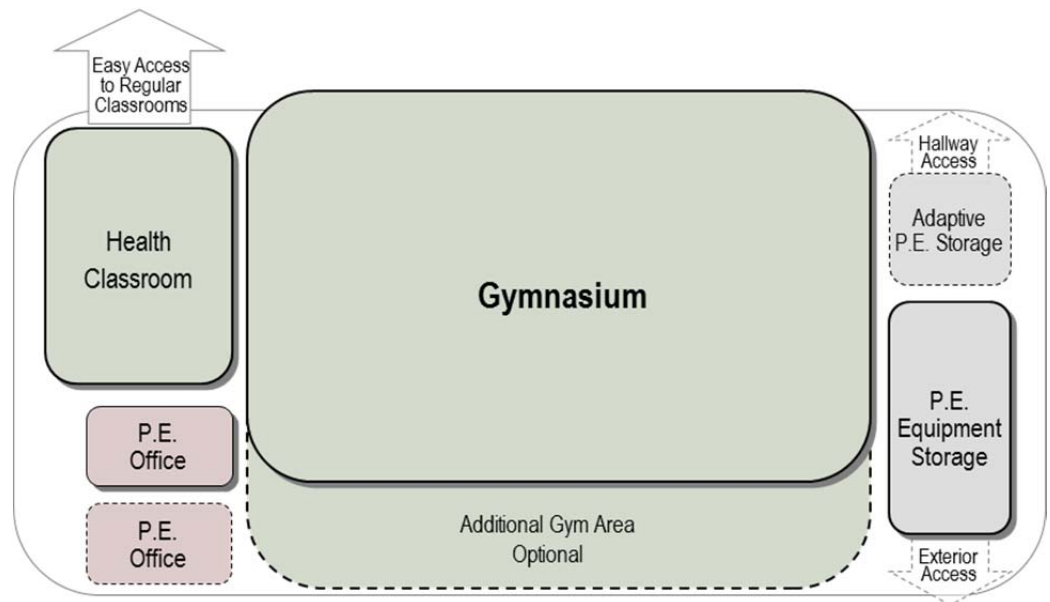 Easy Access
to Regular
Classrooms
Health
Classroom
P.E.
Office
P.E.
Office
Gymnasium
Additional Gym Area
Optional
Hallway
Access
Adaptive
P.E. Storage
P.E.
Equipment
Storage
Exterior
Access